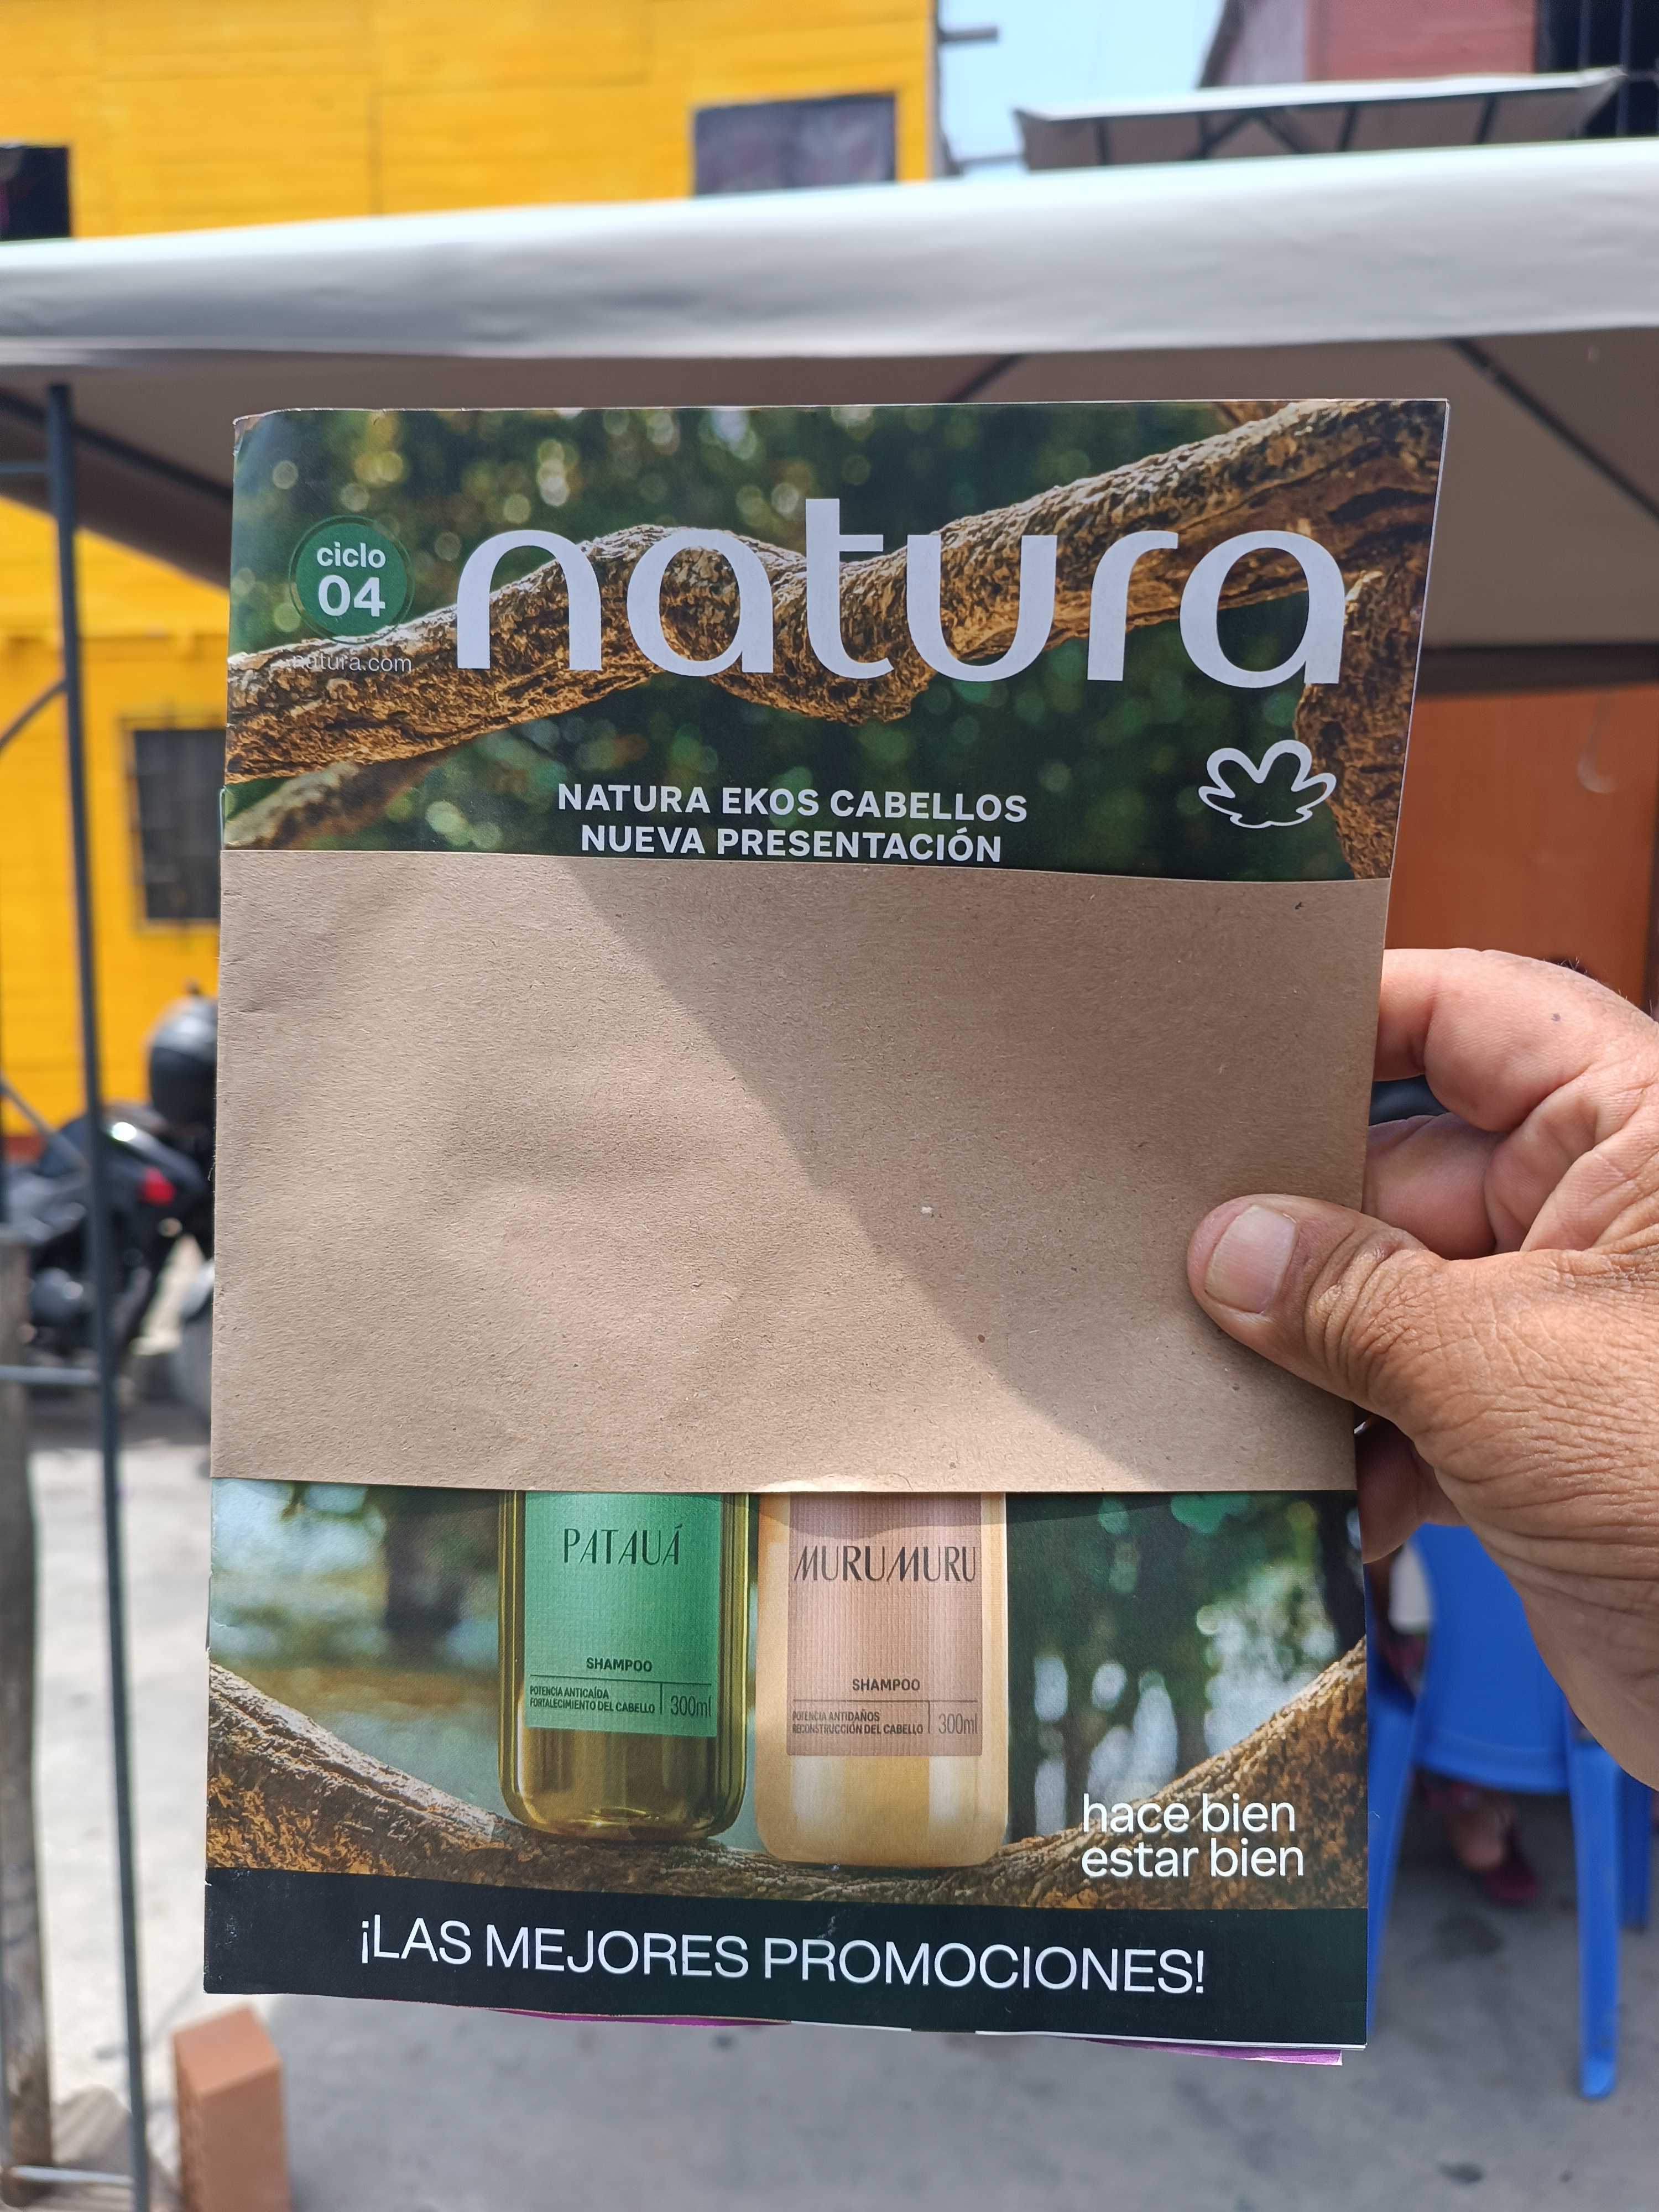 ciclo
04
natura.com
natura
NATURA EKOS CABELLOS
NUEVA PRESENTACIÓN
PATAUÁ
SHAMPOO
POTENCIA ANTICAÍDA
FORTALECIMIENTO DEL CABELLO
300ml
MURUMURU
SHAMPOO
POTENCIA ANTIDAÑOS
RECONSTRUCCIÓN DEL CABELLO
300ml
hace bien
estar bien
¡LAS MEJORES PROMOCIONES!